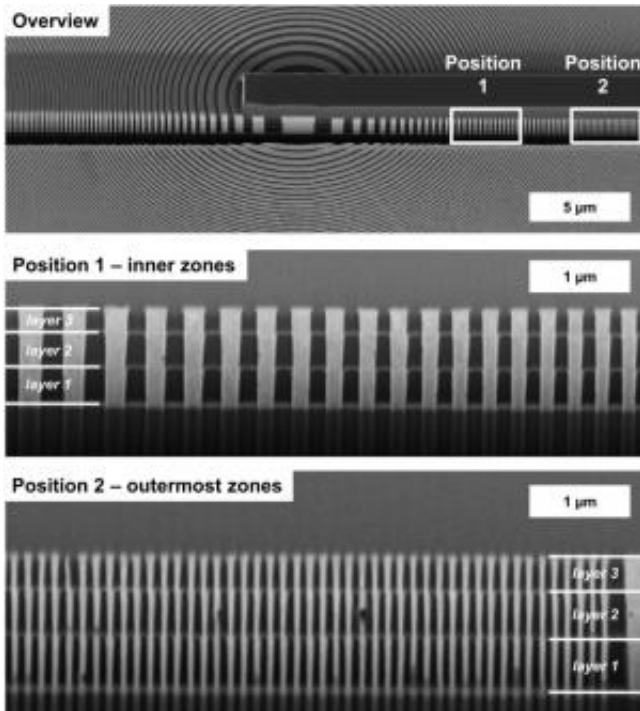 Overview
Position
1
Position
2
5 µm
Position 1 – inner zones
1 µm
layer 3
layer 2
layer 1
Position 2 – outermost zones
1 µm
layer 3
layer 2
layer 1